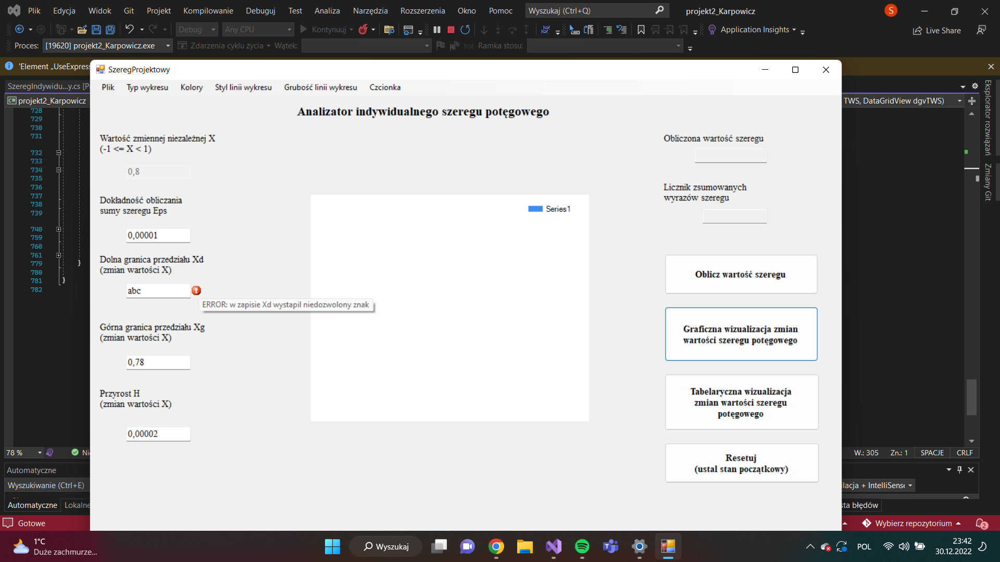 Plik Edycja Widok Git Projekt Kompilowanie Debuguj Test Analiza Narzędzia Rozszerzenia Okno Pomoc Wyszukaj (Ctrl+Q) projekt2_Karpowicz S
Debug Any CPU Kontynuuj Application Insights Live Share
Proces: [19620] projekt2_Karpowicz.exe Zdarzenia cyklu życia Wątek: Ramka stosu:
'Element „UseExpress
SzeregProjektowy
SzeregIndywidu...y.cs
Plik Typ wykresu Kolory Styl linii wykresu Grubość linii wykresu Czcionka
C# projekt2_Karpowicz
TWS, DataGridView dgvTWS)
Eksplorator rozwiązań
Zmiany Git
728
729
730
731
732
733
734
735
736
737
738
739
740
759
760
761
779 }
780
781 }
782
Analizator indywidualnego szeregu potęgowego
Wartość zmiennej niezależnej X
(-1 <= X < 1)
0,8
Dokładność obliczania
sumy szeregu Eps
0,00001
Dolna granica przedziału Xd
(zmian wartości X)
abc
ERROR: w zapisie Xd wystapil niedozwolony znak
Górna granica przedziału Xg
(zmian wartości X)
0,78
Przyrost H
(zmian wartości X)
0,00002
Series1
Obliczona wartość szeregu
Licznik zsumowanych
wyrazów szeregu
Oblicz wartość szeregu
Graficzna wizualizacja zmian
wartości szeregu potęgowego
Tabelaryczna wizualizacja
zmian wartości szeregu
potęgowego
Resetuj
(ustal stan początkowy)
78 %
W.: 305 Zn.: 1 SPACJE CRLF
Automatyczne
Wyszukiwanie (Ctrl+E)
lacja + IntelliSense
Automatyczne Lokalne
sta błędów
Gotowe
Wybierz repozytorium 2
1°C
Duże zachmurze...
Wyszukaj
POL
23:42
30.12.2022